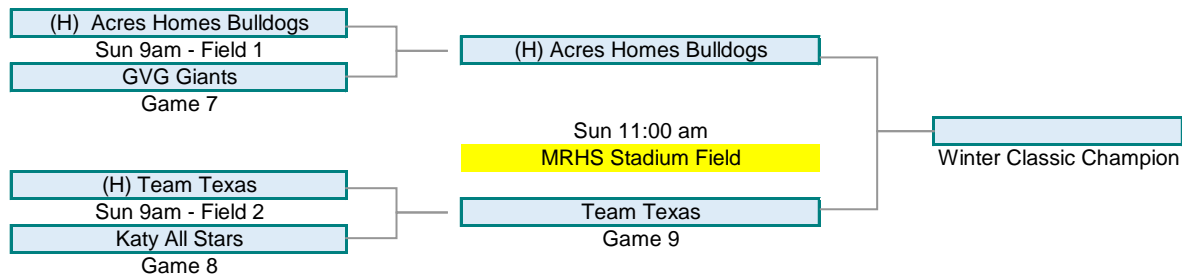 (H)  Acres Homes Bulldogs
Sun 9am - Field 1
GVG Giants
Game 7
(H) Team Texas
Sun 9am - Field 2
Katy All Stars
Game 8
(H) Acres Homes Bulldogs
Sun 11:00 am
MRHS Stadium Field
Team Texas
Game 9
Winter Classic Champion